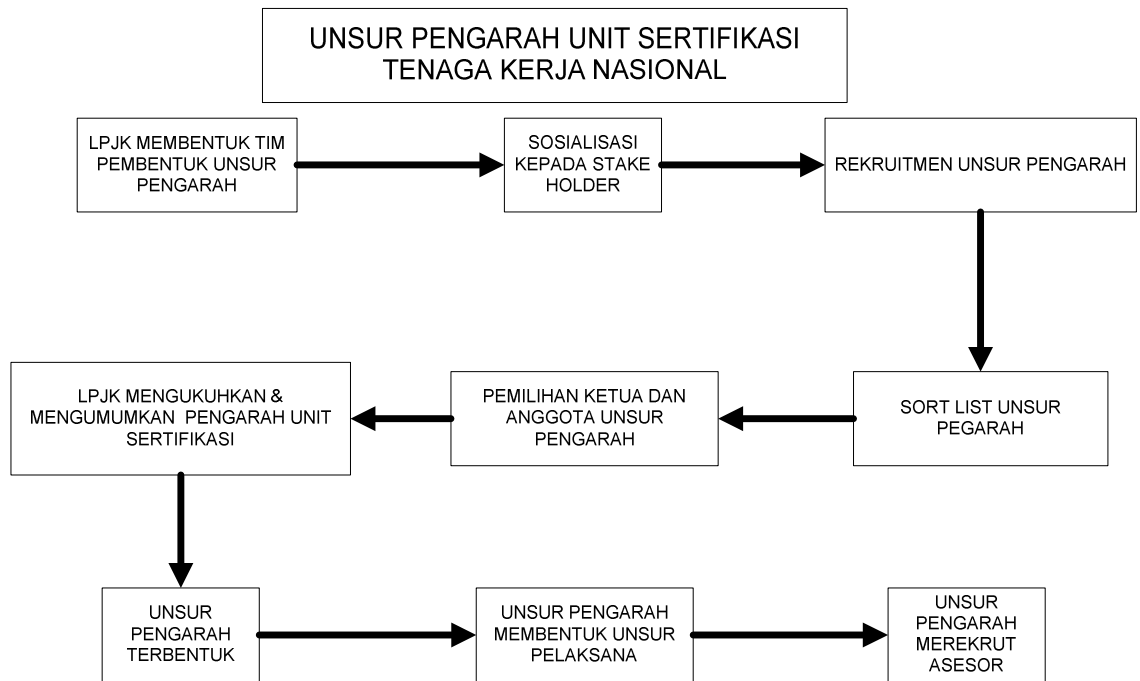 UNSUR PENGARAH UNIT SERTIFIKASI
TENAGA KERJA NASIONAL
LPJK MEMBENTUK TIM
PEMBENTUK UNSUR
PENGARAH
SOSIALISASI
KEPADA STAKE
HOLDER
REKRUITMEN UNSUR PENGARAH
SORT LIST UNSUR
PEGARAH
PEMILIHAN KETUA DAN
ANGGOTA UNSUR
PENGARAH
LPJK MENGUKUHKAN &
MENGUMUMKAN PENGARAH UNIT
SERTIFIKASI
UNSUR
PENGARAH
TERBENTUK
UNSUR PENGARAH
MEMBENTUK UNSUR
PELAKSANA
UNSUR
PENGARAH
MEREKRUT
ASESOR